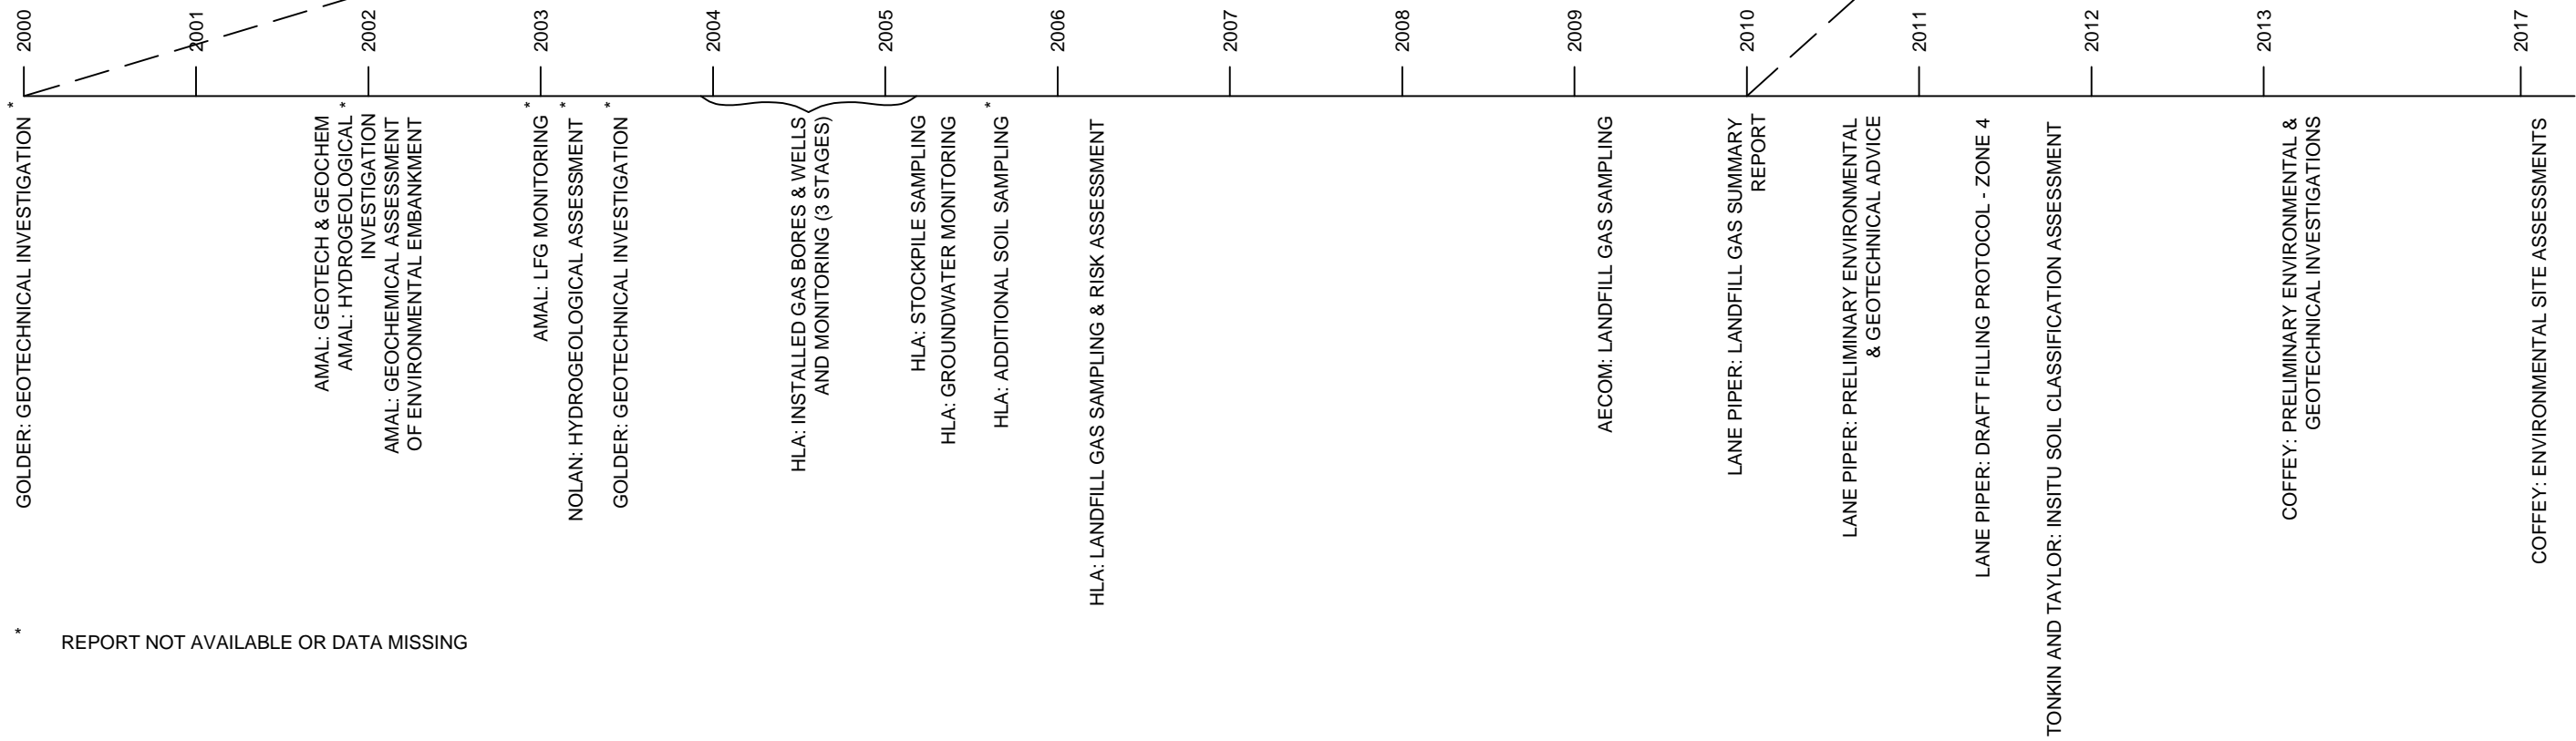 2000
2001
2002
2003
2004
2005
2006
2007
2008
2009
2010
2011
2012
2013
2017
*
GOLDER: GEOTECHNICAL INVESTIGATION
AMAL: GEOTECH & GEOCHEM
*
AMAL: HYDROGEOLOGICAL
INVESTIGATION
AMAL: GEOCHEMICAL ASSESSMENT
OF ENVIRONMENTAL EMBANKMENT
*
AMAL: LFG MONITORING
*
NOLAN: HYDROGEOLOGICAL ASSESSMENT
*
GOLDER: GEOTECHNICAL INVESTIGATION
HLA: INSTALLED GAS BORES & WELLS
AND MONITORING (3 STAGES)
HLA: STOCKPILE SAMPLING
HLA: GROUNDWATER MONITORING
*
HLA: ADDITIONAL SOIL SAMPLING
HLA: LANDFILL GAS SAMPLING & RISK ASSESSMENT
AECOM: LANDFILL GAS SAMPLING
LANE PIPER: LANDFILL GAS SUMMARY
REPORT
LANE PIPER: PRELIMINARY ENVIRONMENTAL
& GEOTECHNICAL ADVICE
LANE PIPER: DRAFT FILLING PROTOCOL - ZONE 4
TONKIN AND TAYLOR: INSITU SOIL CLASSIFICATION ASSESSMENT
COFFEY: PRELIMINARY ENVIRONMENTAL &
GEOTECHNICAL INVESTIGATIONS
COFFEY: ENVIRONMENTAL SITE ASSESSMENTS
* REPORT NOT AVAILABLE OR DATA MISSING